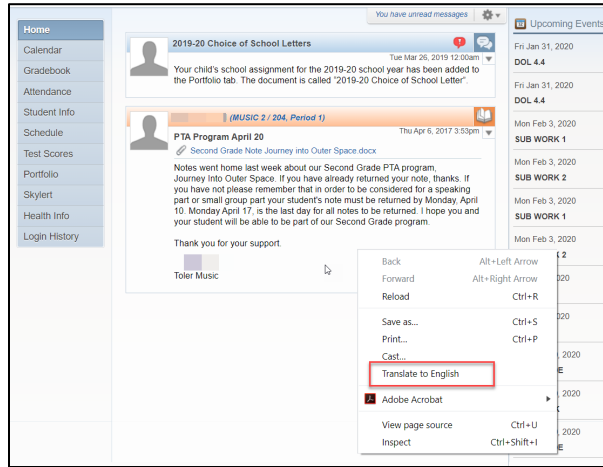 You have unread messages
Home
Calendar
Gradebook
Attendance
Student Info
Schedule
Test Scores
Portfolio
Skylert
Health Info
Login History
2019-20 Choice of School Letters
Tue Mar 26, 2019 12:00am
Your child's school assignment for the 2019-20 school year has been added to
the Portfolio tab. The document is called "2019-20 Choice of School Letter".
(MUSIC 2 / 204, Period 1)
PTA Program April 20
Thu Apr 6, 2017 3:53pm
Second Grade Note Journey into Outer Space.docx
Notes went home last week about our Second Grade PTA program,
Journey Into Outer Space. If you have already returned your note, thanks. If
you have not please remember that in order to be considered for a speaking
part or small group part your student's note must be returned by Monday, April
10. Monday April 17, is the last day for all notes to be returned. I hope you and
your student will be able to be part of our Second Grade program.
Thank you for your support.
Toler Music
Back Alt+Left Arrow
Forward Alt+Right Arrow
Reload Ctrl+R
Save as... Ctrl+S
Print... Ctrl+P
Cast...
Translate to English
Adobe Acrobat
View page source Ctrl+U
Inspect Ctrl+Shift+I
Upcoming Events
Fri Jan 31, 2020
DOL 4.4
Fri Jan 31, 2020
DOL 4.4
Mon Feb 3, 2020
SUB WORK 1
Mon Feb 3, 2020
SUB WORK 2
Mon Feb 3, 2020
SUB WORK 1
Mon Feb 3, 2020
2
2020
2020
2020
2020